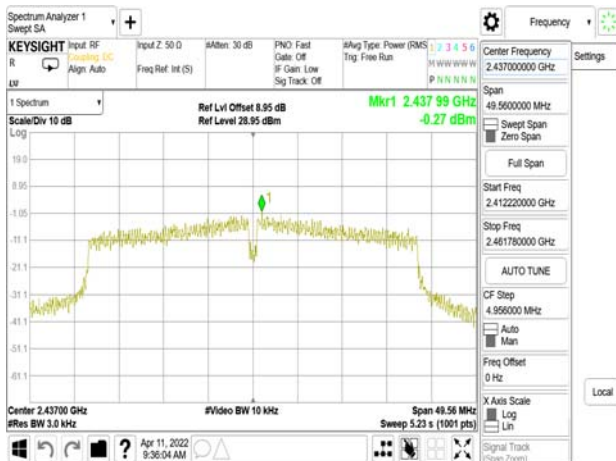 Spectrum Analyzer 1
Swept SA
Frequency
KEYSIGHT
R
Input: RF
Coupling: DC
Align: Auto
Input Z: 50 Ω
Freq Ref: Int (S)
#Atten: 30 dB
PNO: Fast
Gate: Off
IF Gain: Low
Sig Track: Off
#Avg Type: Power (RMS
Trig: Free Run
1 2 3 4 5 6
M W W W W W
P N N N N N
1 Spectrum
Scale/Div 10 dB
Ref Lvl Offset 8.95 dB
Ref Level 28.95 dBm
Mkr1 2.437 99 GHz
-0.27 dBm
Log
19.0
8.95
-1.05
-11.1
-21.1
-31.1
-41.1
-51.1
-61.1
1
Center 2.43700 GHz
#Res BW 3.0 kHz
#Video BW 10 kHz
Span 49.56 MHz
Sweep 5.23 s (1001 pts)
Apr 11, 2022
9:36:04 AM
Center Frequency
2.437000000 GHz
Span
49.5600000 MHz
Swept Span
Zero Span
Full Span
Start Freq
2.412220000 GHz
Stop Freq
2.461780000 GHz
AUTO TUNE
CF Step
4.956000 MHz
Auto
Man
Freq Offset
0 Hz
X Axis Scale
Log
Lin
Signal Track
(Span Zoom)
Settings
Local